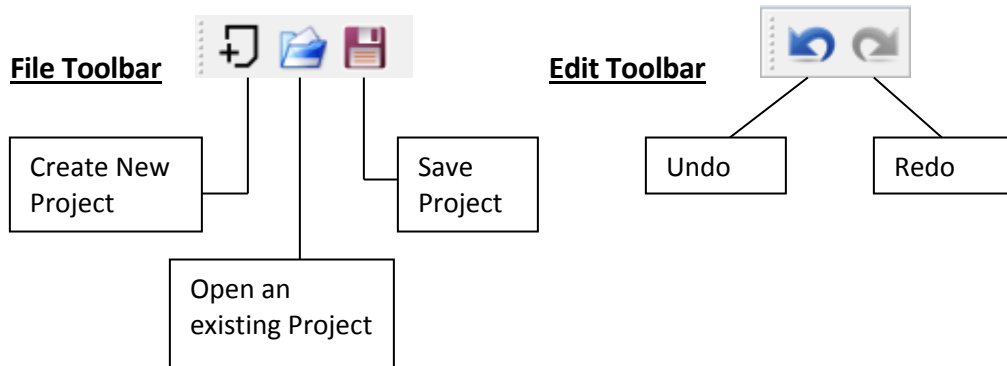 File Toolbar
Edit Toolbar
Create New
Project
Save
Project
Undo
Redo
Open an
existing Project